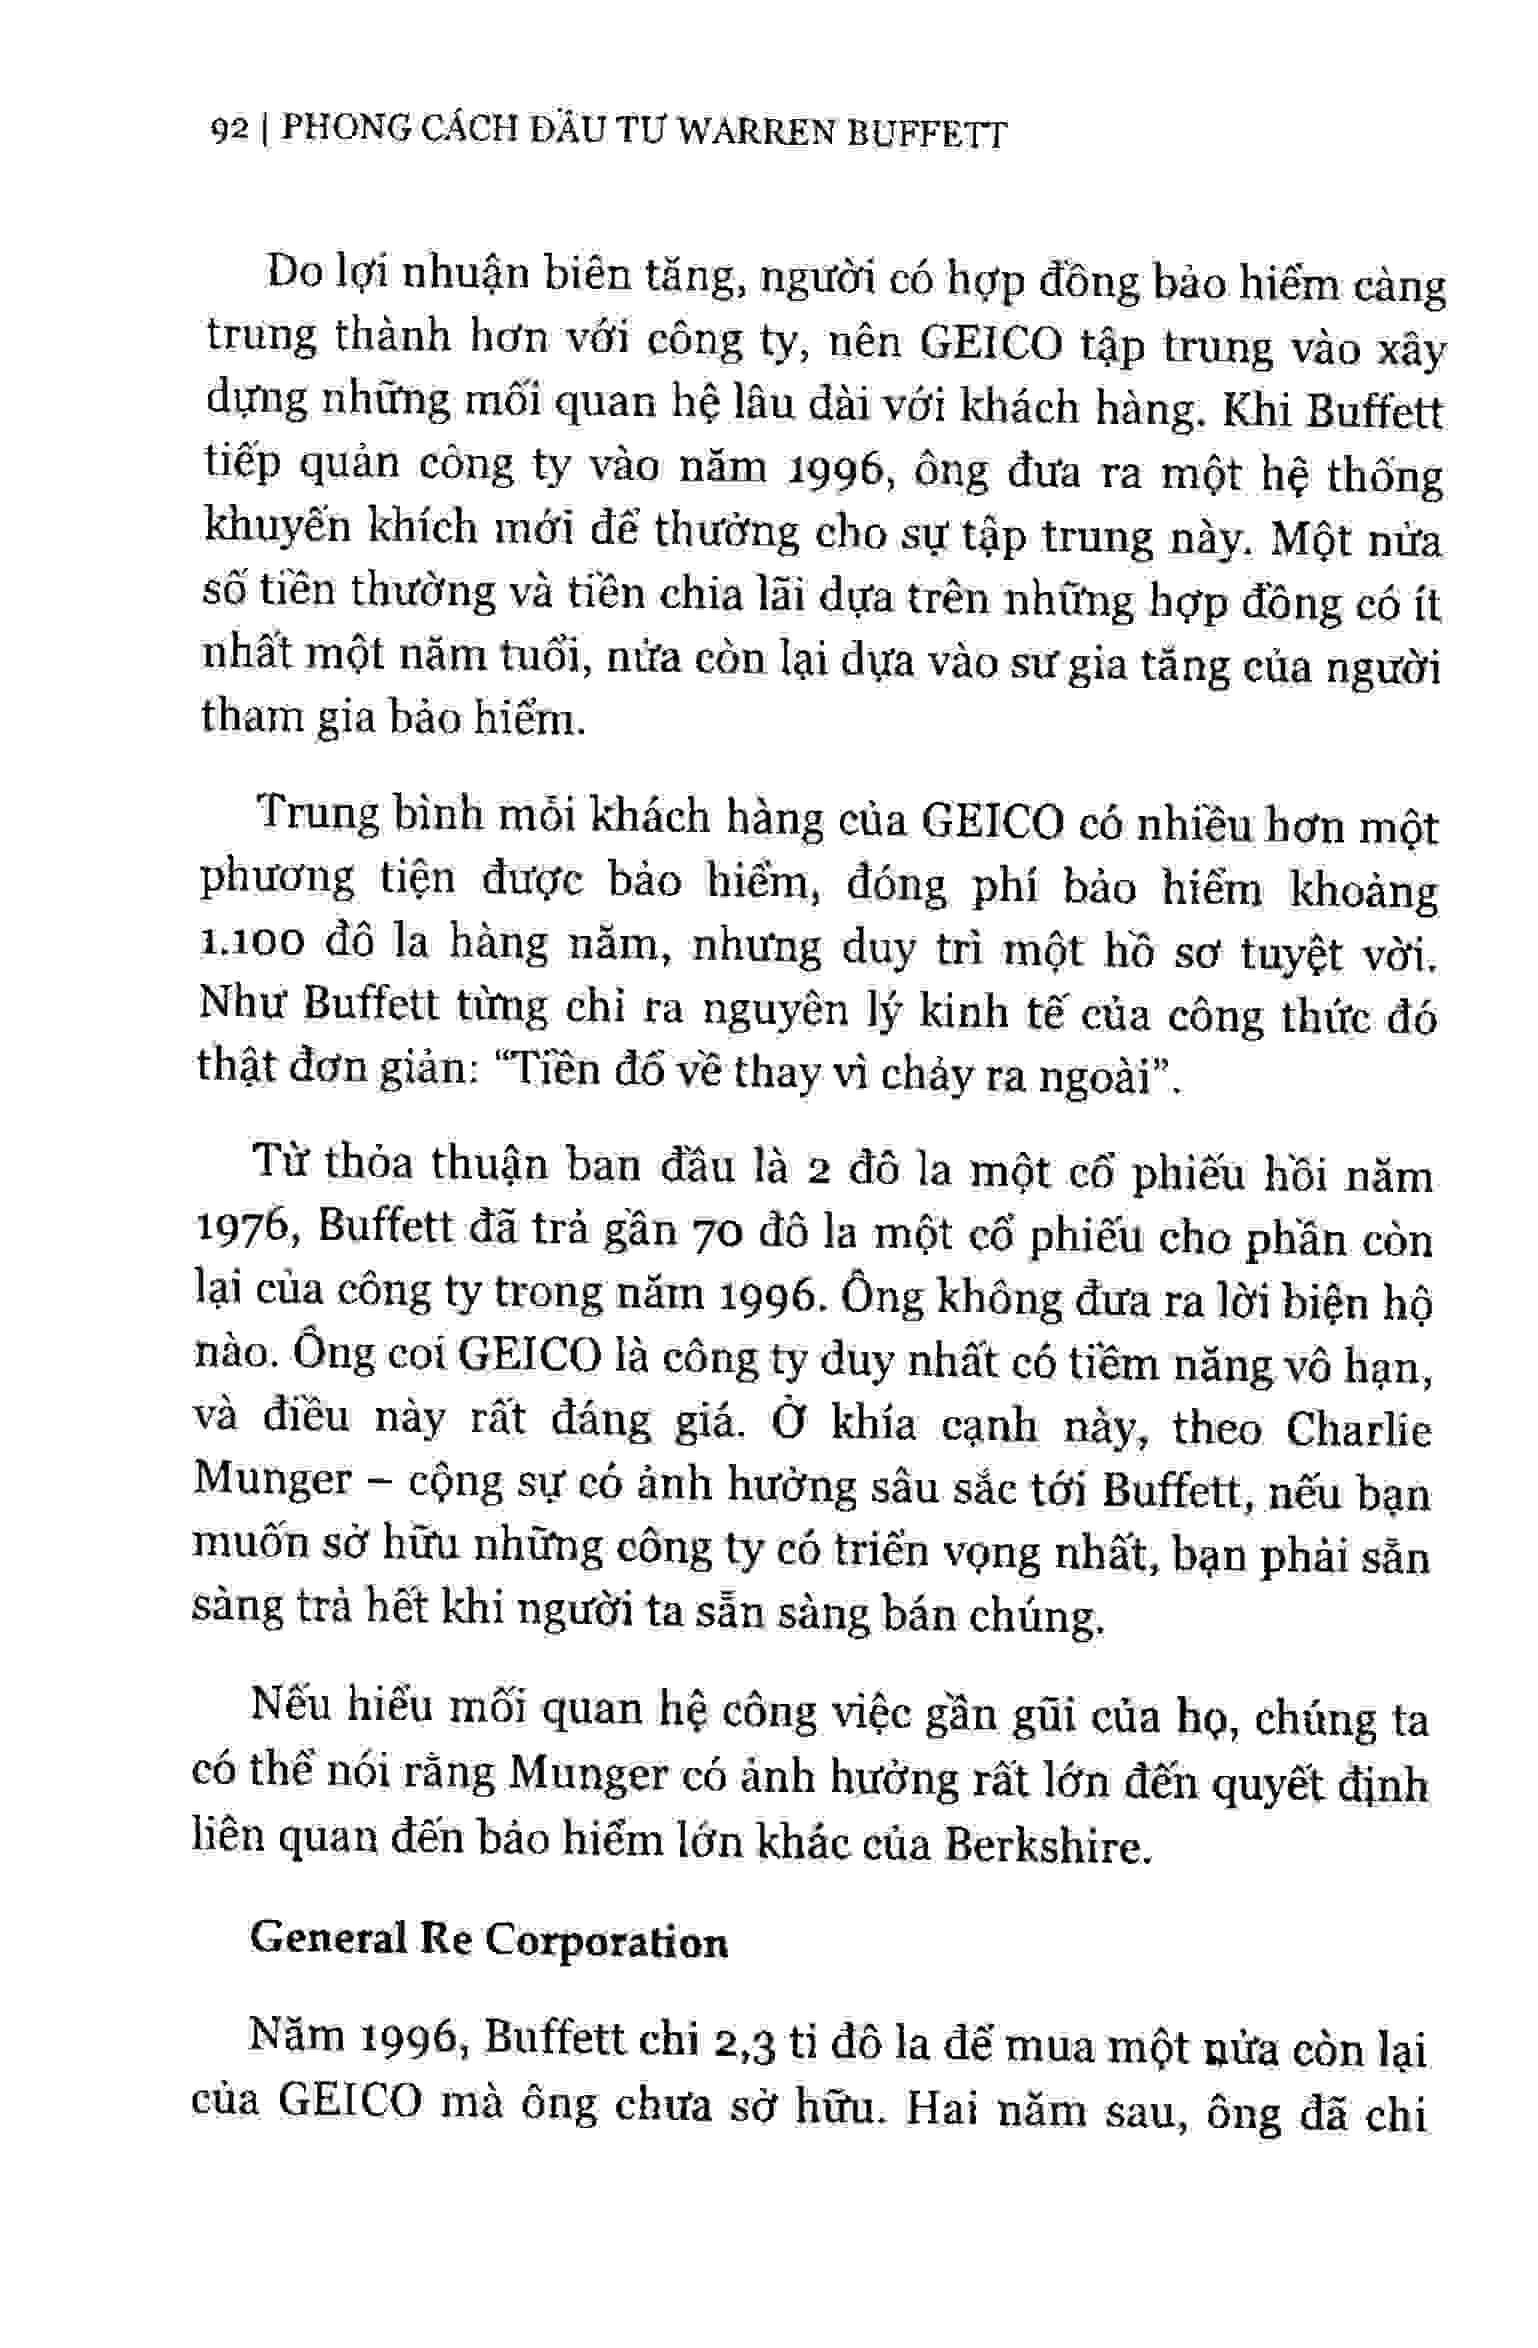 92 | PHONG CÁCH ĐẦU TƯ WARREN BUFFETT
Do lợi nhuận biên tăng, người có hợp đồng bảo hiểm càng
trung thành hơn với công ty, nên GEICO tập trung vào xây
dựng những mối quan hệ lâu dài với khách hàng. Khi Buffett
tiếp quản công ty vào năm 1996, ông đưa ra một hệ thống
khuyến khích mới để thưởng cho sự tập trung này. Một nửa
số tiền thưởng và tiền chia lãi dựa trên những hợp đồng có ít
nhất một năm tuổi, nửa còn lại dựa vào sư gia tăng của người
tham gia bảo hiểm.
Trung bình mỗi khách hàng của GEICO có nhiều hơn một
phương tiện được bảo hiểm, đóng phí bảo hiểm khoảng
1.100 đô la hàng năm, nhưng duy trì một hồ sơ tuyệt vời.
Như Buffett từng chỉ ra nguyên lý kinh tế của công thức đó
thật đơn giản: “Tiền đổ về thay vì chảy ra ngoài”.
Từ thỏa thuận ban đầu là 2 đô la một cổ phiếu hồi năm
1976, Buffett đã trả gần 70 đô la một cổ phiếu cho phần còn
lại của công ty trong năm 1996. Ông không đưa ra lời biện hộ
nào. Ông coi GEICO là công ty duy nhất có tiềm năng vô hạn,
và điều này rất đáng giá. Ở khía cạnh này, theo Charlie
Munger – cộng sự có ảnh hưởng sâu sắc tới Buffett, nếu bạn
muốn sở hữu những công ty có triển vọng nhất, bạn phải sẵn
sàng trả hết khi người ta sẵn sàng bán chúng.
Nếu hiểu mối quan hệ công việc gần gũi của họ, chúng ta
có thể nói rằng Munger có ảnh hưởng rất lớn đến quyết định
liên quan đến bảo hiểm lớn khác của Berkshire.
General Re Corporation
Năm 1996, Buffett chi 2,3 tỉ đô la để mua một nửa còn lại
của GEICO mà ông chưa sở hữu. Hai năm sau, ông đã chi